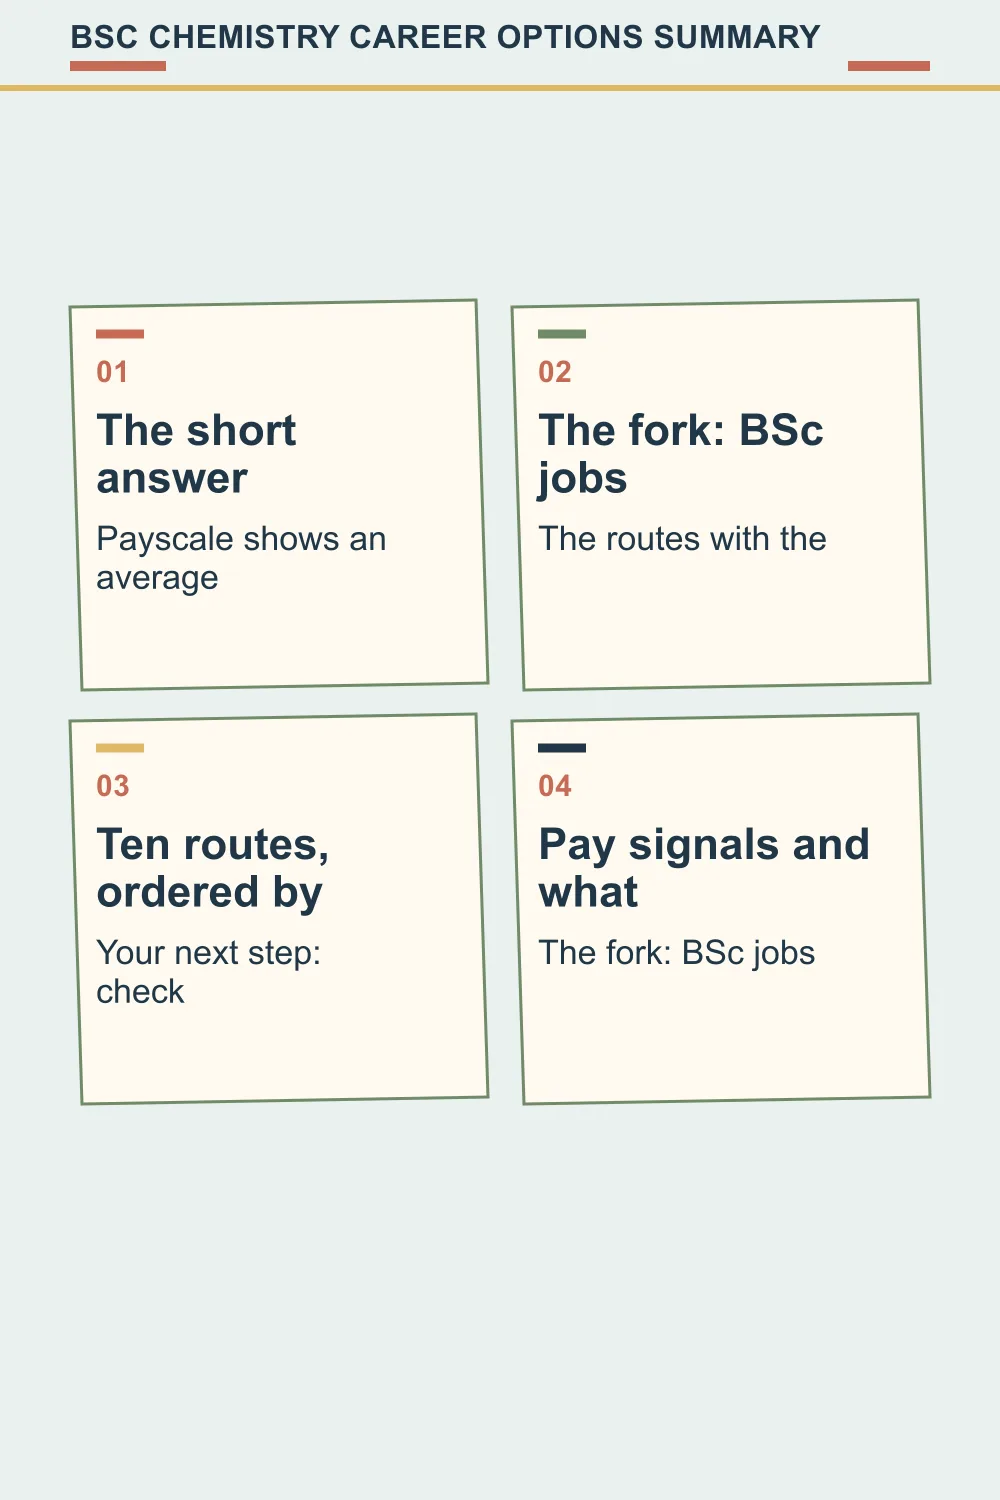 BSC CHEMISTRY CAREER OPTIONS SUMMARY
01
The short
answer
Payscale shows an
average
02
The fork: BSc
jobs
The routes with the
03
Ten routes,
ordered by
Your next step:
check
04
Pay signals and
what
The fork: BSc jobs